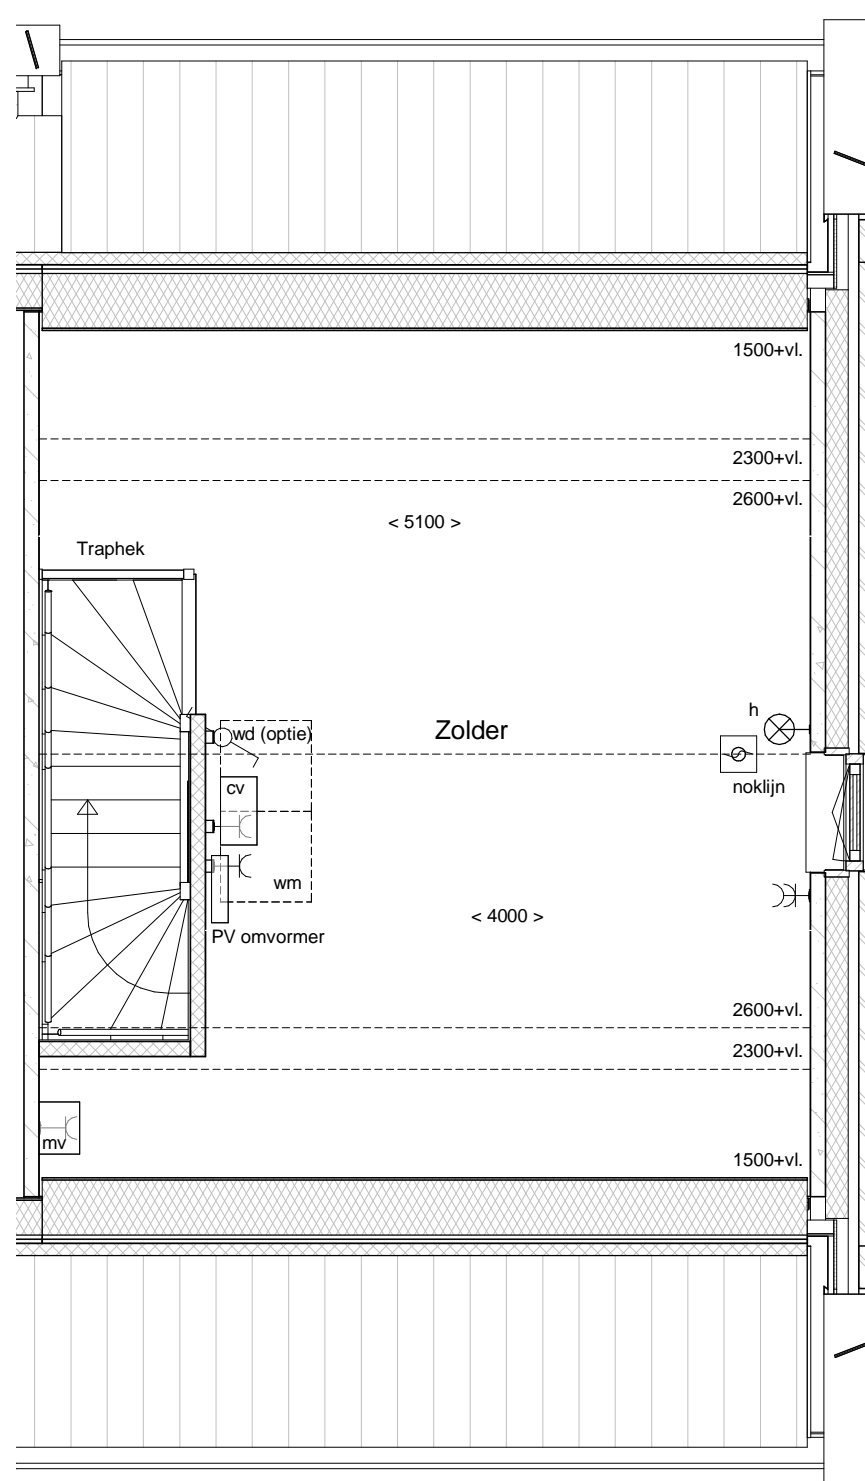 1500+vl.
2300+vl.
2600+vl.
< 5100 >
Traphek
h
wd (optie)
Zolder
cv
noklijn
wm
< 4000 >
PV omvormer
2600+vl.
2300+vl.
mv
1500+vl.